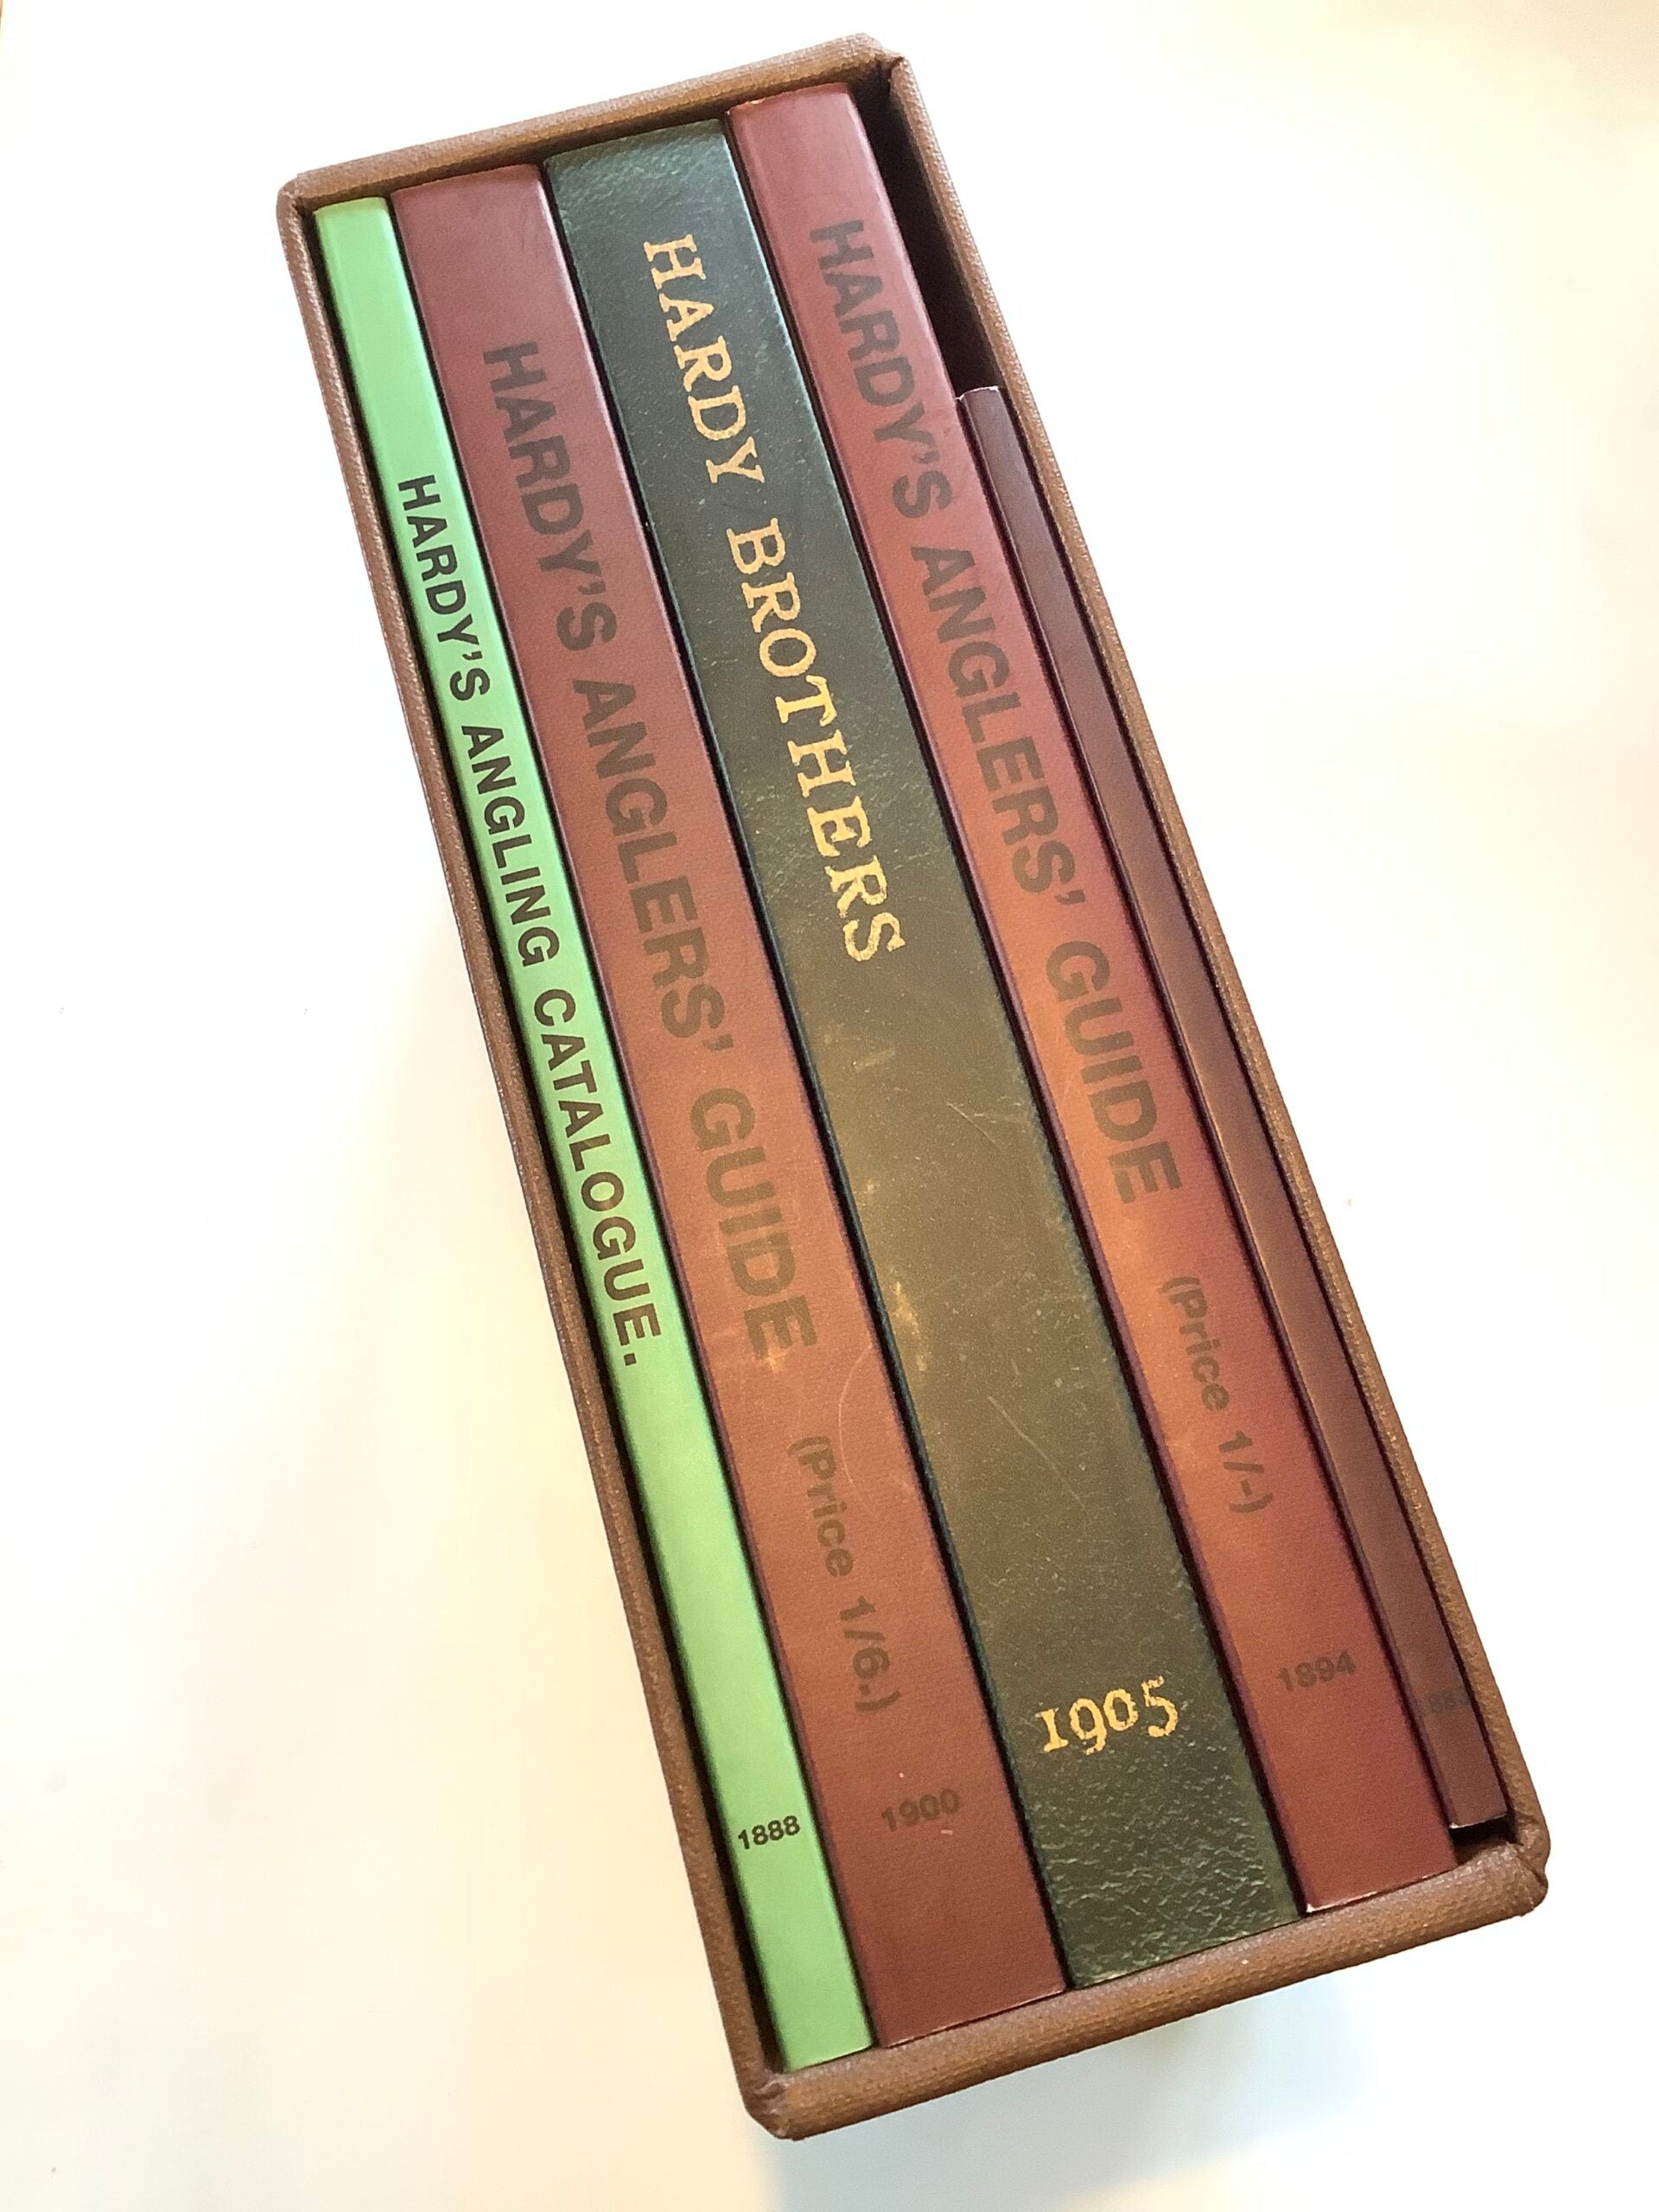 HARDY'S ANGLING CATALOGUE.
1888
HARDY'S ANGLERS' GUIDE
(Price 1/6.)
1900
HARDY BROTHERS
1905
HARDY'S ANGLERS' GUIDE
(Price 1/-)
1894